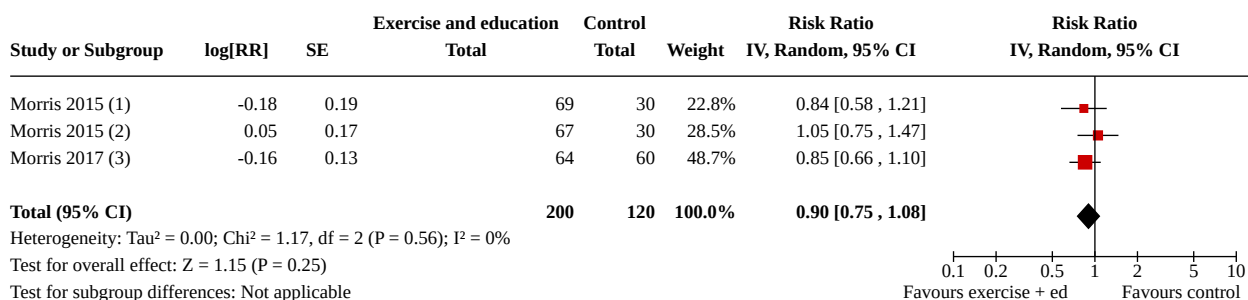 Exercise and education Control Risk Ratio Risk Ratio
Study or Subgroup log[RR] SE Total Total Weight IV, Random, 95% CI IV, Random, 95% CI
Morris 2015 (1) -0.18 0.19 69 30 22.8% 0.84 [0.58 , 1.21]
Morris 2015 (2) 0.05 0.17 67 30 28.5% 1.05 [0.75 , 1.47]
Morris 2017 (3) -0.16 0.13 64 60 48.7% 0.85 [0.66 , 1.10]
Total (95% CI) 200 120 100.0% 0.90 [0.75 , 1.08]
Heterogeneity: Tau² = 0.00; Chi² = 1.17, df = 2 (P = 0.56); I² = 0%
Test for overall effect: Z = 1.15 (P = 0.25) 0.1 0.2 0.5 1 2 5 10
Test for subgroup differences: Not applicable Favours exercise + ed Favours control